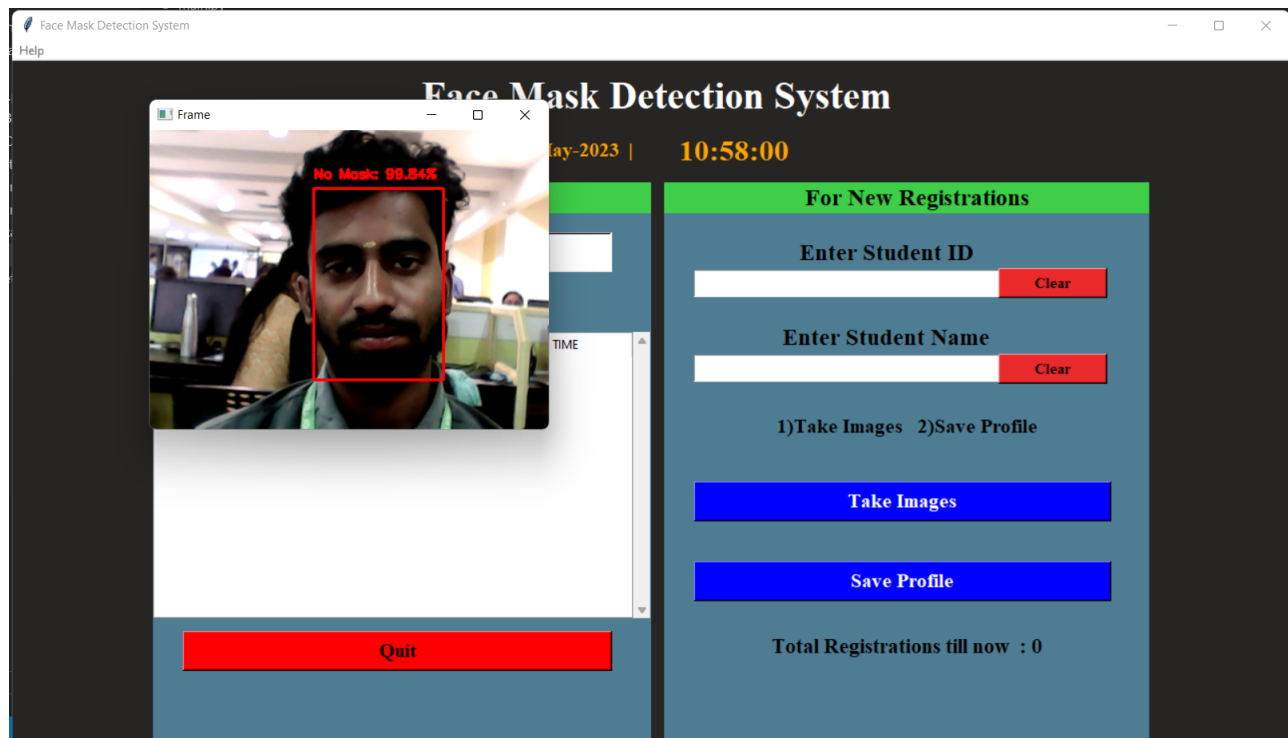 Face Mask Detection System
Help
Face Mask Detection System
Frame
-2023 |
10:58:00
No Mask: 99.84%
For New Registrations
Enter Student ID
Clear
TIME
Enter Student Name
Clear
1)Take Images 2)Save Profile
Take Images
Save Profile
Quit
Total Registrations till now : 0